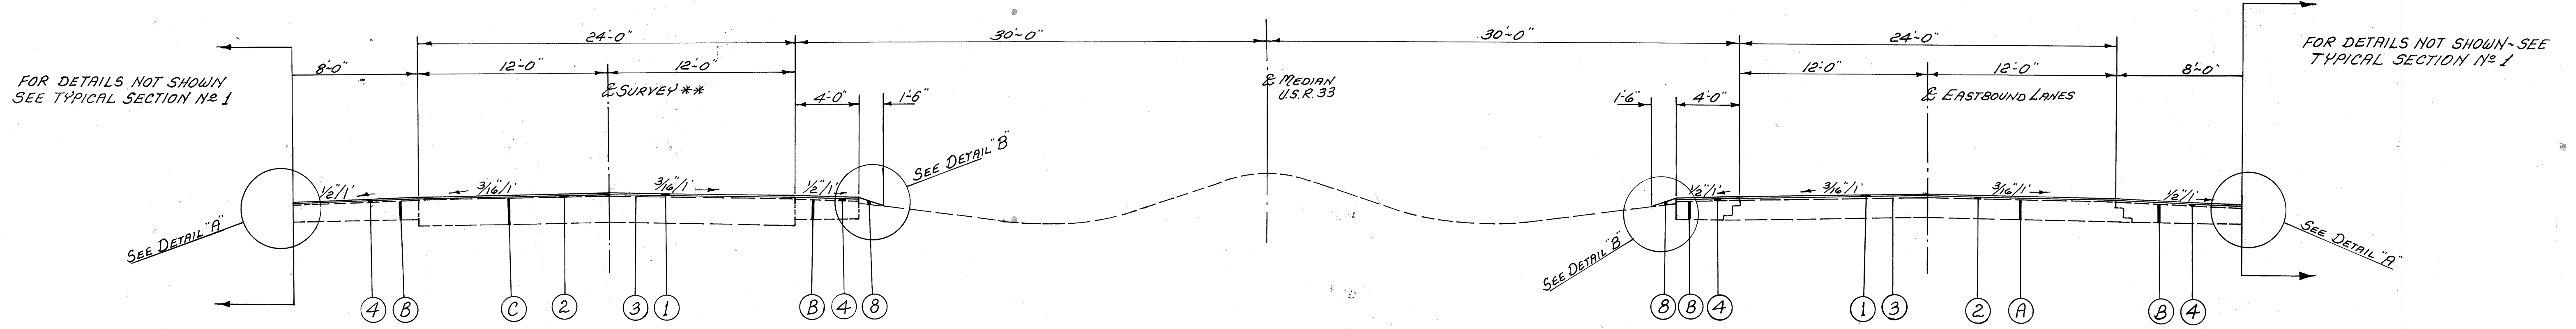 24'-0"
30'-0"
30'-0"
24'-0"
8'-0"
12'-0"
12'-0"
12'-0"
12'-0"
8'-0"
FOR DETAILS NOT SHOWN
SEE TYPICAL SECTION Nº 1
℄ SURVEY **
4'-0"
1'-6"
℄ MEDIAN
U.S.R. 33
1'-6"
4'-0"
℄ EASTBOUND LANES
FOR DETAILS NOT SHOWN~SEE
TYPICAL SECTION Nº 1
SEE DETAIL "A"
1/2"/1'
3/16"/1'
3/16"/1'
1/2"/1'
SEE DETAIL "B"
SEE DETAIL "B"
1/2"/1'
3/16"/1'
3/16"/1'
1/2"/1'
SEE DETAIL "A"
4 B C 2 3 1 B 4 8
8 B 4 1 3 2 A B 4